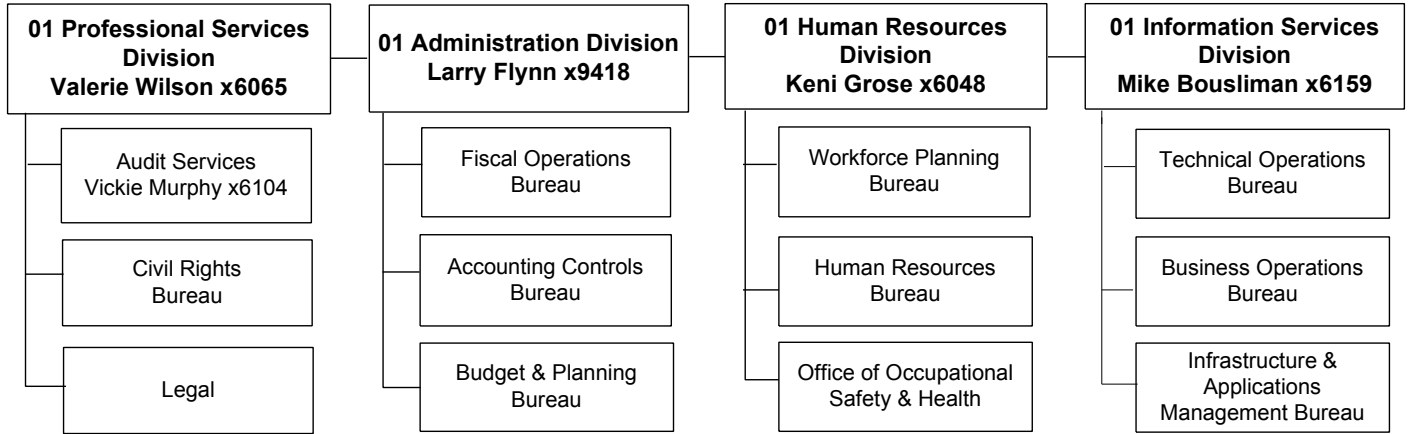 01 Professional Services
Division
Valerie Wilson x6065
Audit Services
Vickie Murphy x6104
Civil Rights
Bureau
Legal
01 Administration Division
Larry Flynn x9418
Fiscal Operations
Bureau
Accounting Controls
Bureau
Budget & Planning
Bureau
01 Human Resources
Division
Keni Grose x6048
Workforce Planning
Bureau
Human Resources
Bureau
Office of Occupational
Safety & Health
01 Information Services
Division
Mike Bousliman x6159
Technical Operations
Bureau
Business Operations
Bureau
Infrastructure &
Applications
Management Bureau